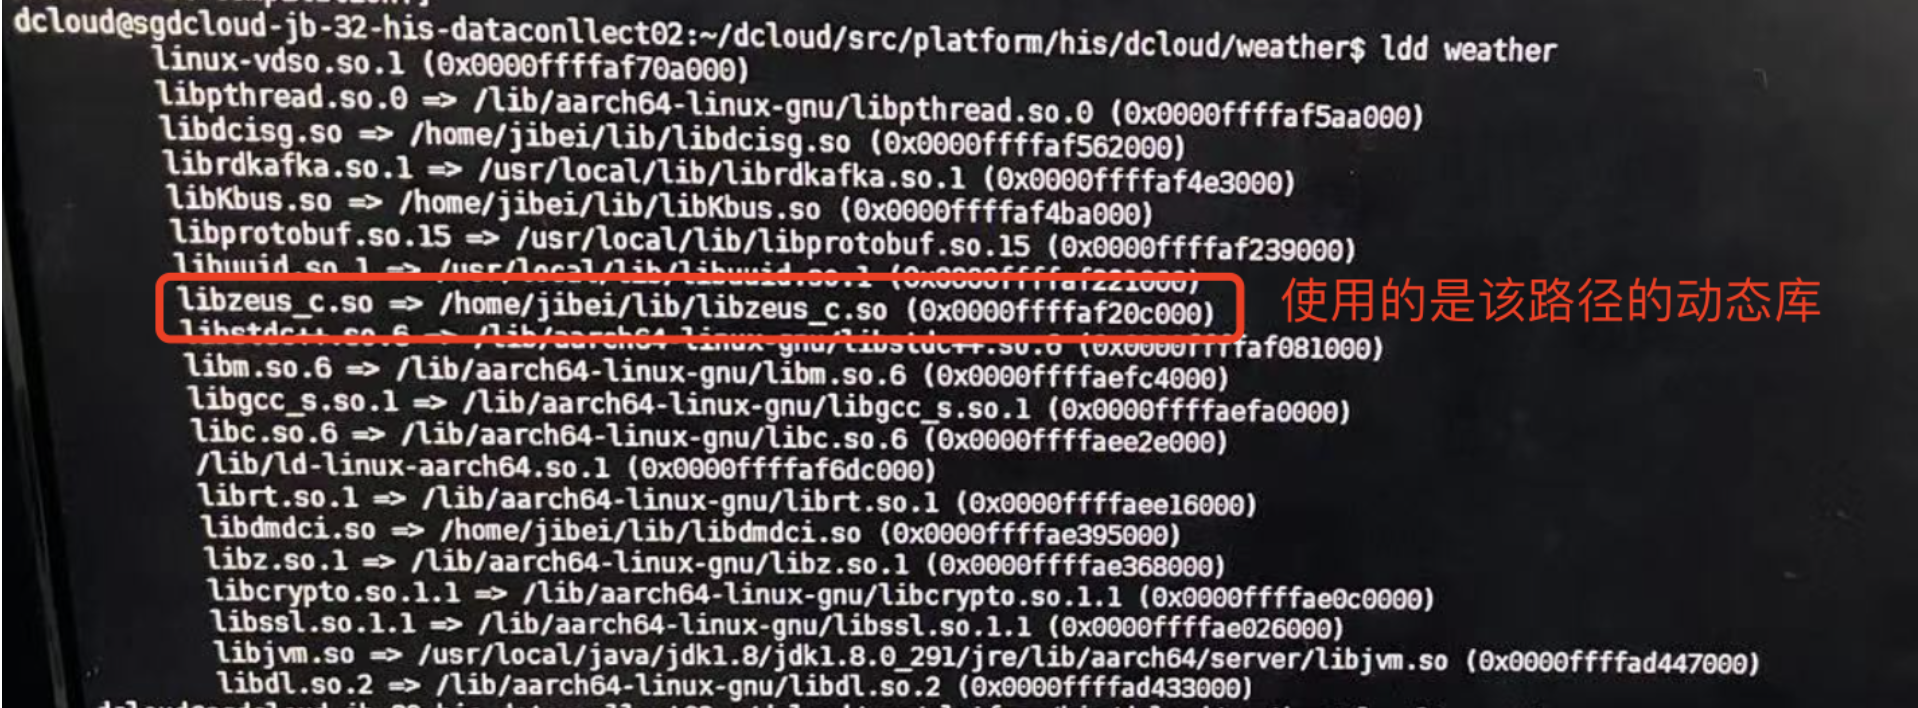 dcloud@sgdcloud-jb-32-his-dataconllect02:~/dcloud/src/platform/his/dcloud/weather$ ldd weather
linux-vdso.so.1 (0x0000ffffaf70a000)
libpthread.so.0 => /lib/aarch64-linux-gnu/libpthread.so.0 (0x0000ffffaf5aa000)
libdcisg.so => /home/jibei/lib/libdcisg.so (0x0000ffffaf562000)
librdkafka.so.1 => /usr/local/lib/librdkafka.so.1 (0x0000ffffaf4e3000)
libKbus.so => /home/jibei/lib/libKbus.so (0x0000ffffaf4ba000)
libprotobuf.so.15 => /usr/local/lib/libprotobuf.so.15 (0x0000ffffaf239000)
libuuid.so.1 => /usr/local/lib/libuuid.so.1 (0x0000ffffaf221000)
libzeus_c.so => /home/jibei/lib/libzeus_c.so (0x0000ffffaf20c000)
使用的是该路径的动态库
libstdc++.so.6 => /lib/aarch64-linux-gnu/libstdc++.so.6 (0x0000ffffaf081000)
libm.so.6 => /lib/aarch64-linux-gnu/libm.so.6 (0x0000ffffaefc4000)
libgcc_s.so.1 => /lib/aarch64-linux-gnu/libgcc_s.so.1 (0x0000ffffaefa0000)
libc.so.6 => /lib/aarch64-linux-gnu/libc.so.6 (0x0000ffffaee2e000)
/lib/ld-linux-aarch64.so.1 (0x0000ffffaf6dc000)
librt.so.1 => /lib/aarch64-linux-gnu/librt.so.1 (0x0000ffffaee16000)
libdmdci.so => /home/jibei/lib/libdmdci.so (0x0000ffffae395000)
libz.so.1 => /lib/aarch64-linux-gnu/libz.so.1 (0x0000ffffae368000)
libcrypto.so.1.1 => /lib/aarch64-linux-gnu/libcrypto.so.1.1 (0x0000ffffae0c0000)
libssl.so.1.1 => /lib/aarch64-linux-gnu/libssl.so.1.1 (0x0000ffffae026000)
libjvm.so => /usr/local/java/jdk1.8/jdk1.8.0_291/jre/lib/aarch64/server/libjvm.so (0x0000ffffad447000)
libdl.so.2 => /lib/aarch64-linux-gnu/libdl.so.2 (0x0000ffffad433000)